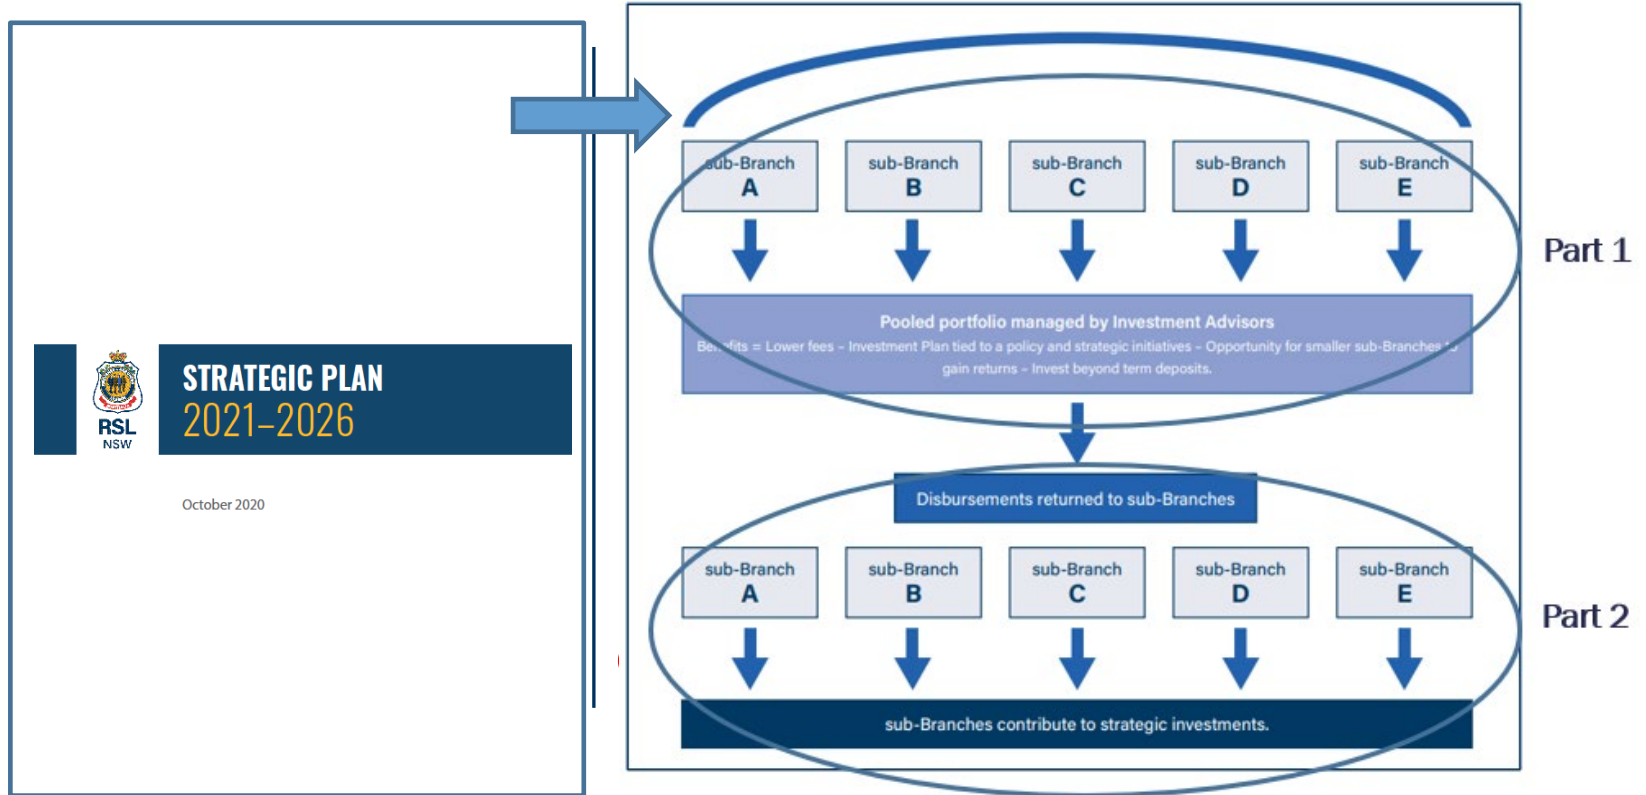 STRATEGIC PLAN
2021–2026
RSL
NSW
October 2020
sub-Branch
A
sub-Branch
B
sub-Branch
C
sub-Branch
D
sub-Branch
E
Pooled portfolio managed by Investment Advisors
Benefits = Lower fees – Investment Plan tied to a policy and strategic initiatives – Opportunity for smaller sub-Branches to
gain returns – Invest beyond term deposits.
Part 1
Disbursements returned to sub-Branches
sub-Branch
A
sub-Branch
B
sub-Branch
C
sub-Branch
D
sub-Branch
E
Part 2
sub-Branches contribute to strategic investments.